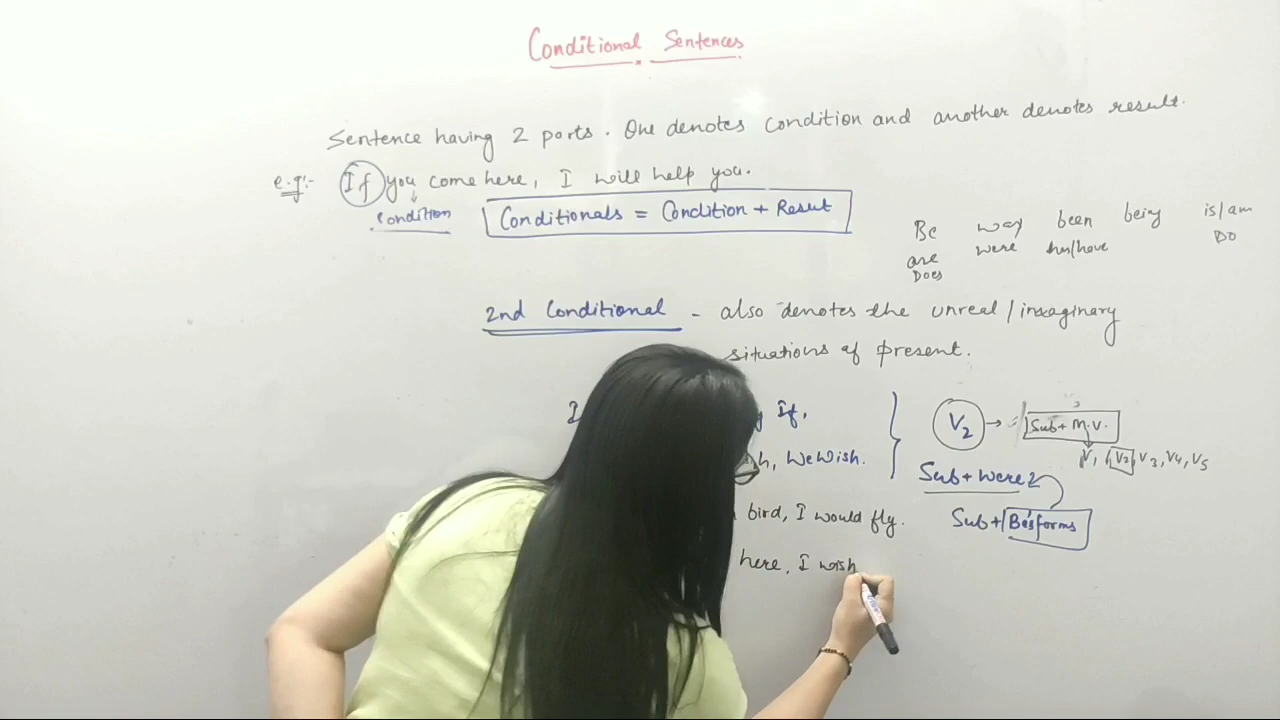 Conditional Sentences
Sentence having 2 parts. One denotes condition and another denotes result.
e.g:- If you come here, I will help you.
Condition
Conditionals = Condition + Result
Be way been being is/am
are were has/have Do
Does
2nd Conditional - also denotes the unreal / imaginary
situations of present.
I If.
V2 → Sub + M.V.
We Wish.
V1, V2, V3, V4, V5
Sub + were
bird, I would fly.
Sub + Be's forms
here, I wish